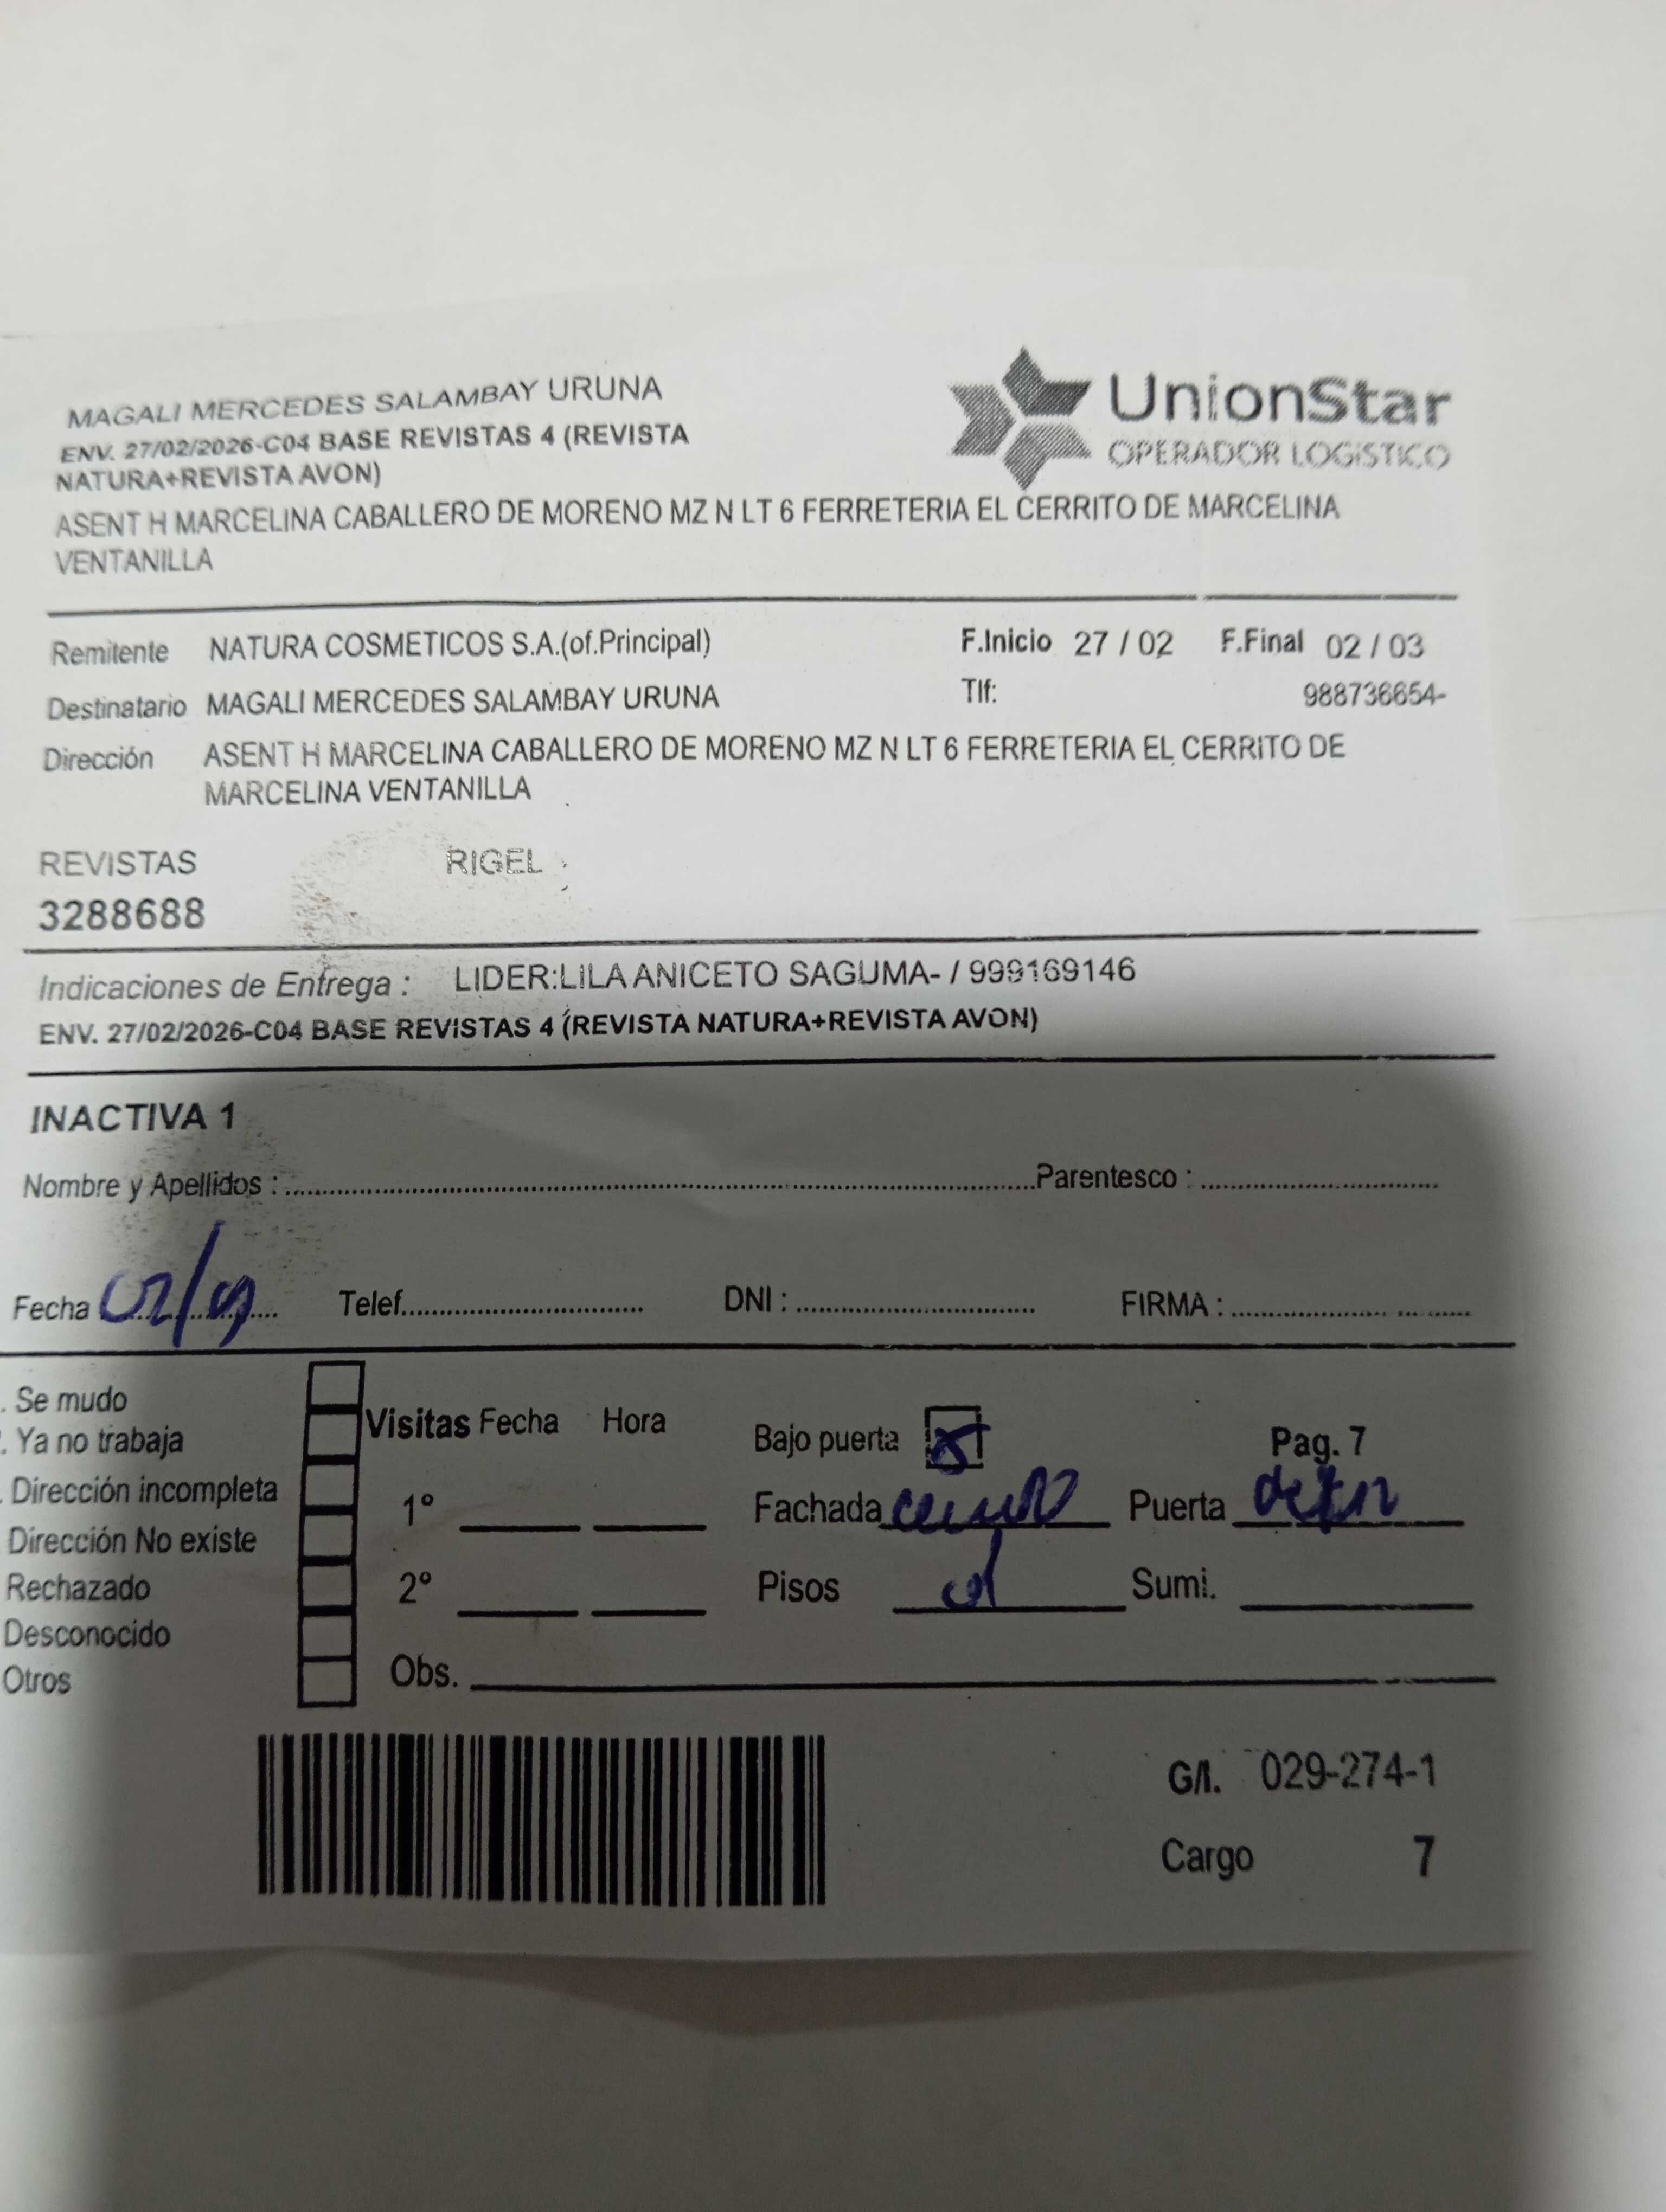 MAGALI MERCEDES SALAMBAY URUNA
ENV. 27/02/2026-C04 BASE REVISTAS 4 (REVISTA
NATURA+REVISTA AVON)
ASENT H MARCELINA CABALLERO DE MORENO MZ N LT 6 FERRETERIA EL CERRITO DE MARCELINA
VENTANILLA
UnionStar
OPERADOR LOGISTICO
Remitente NATURA COSMETICOS S.A.(of.Principal) F.Inicio 27 / 02 F.Final 02 / 03
Destinatario MAGALI MERCEDES SALAMBAY URUNA Tlf: 988736654-
Dirección ASENT H MARCELINA CABALLERO DE MORENO MZ N LT 6 FERRETERIA EL CERRITO DE
MARCELINA VENTANILLA
REVISTAS RIGEL
3288688
Indicaciones de Entrega : LIDER:LILA ANICETO SAGUMA- / 999169146
ENV. 27/02/2026-C04 BASE REVISTAS 4 (REVISTA NATURA+REVISTA AVON)
INACTIVA 1
Nombre y Apellidos : Parentesco :
Fecha Telef. DNI : FIRMA :
. Se mudo
. Ya no trabaja
. Dirección incompleta
Dirección No existe
Rechazado
Desconocido
Otros
Visitas Fecha Hora
1°
2°
Obs.
Bajo puerta Pag. 7
Fachada Puerta
Pisos Sumi.
G/I. 029-274-1
Cargo 7